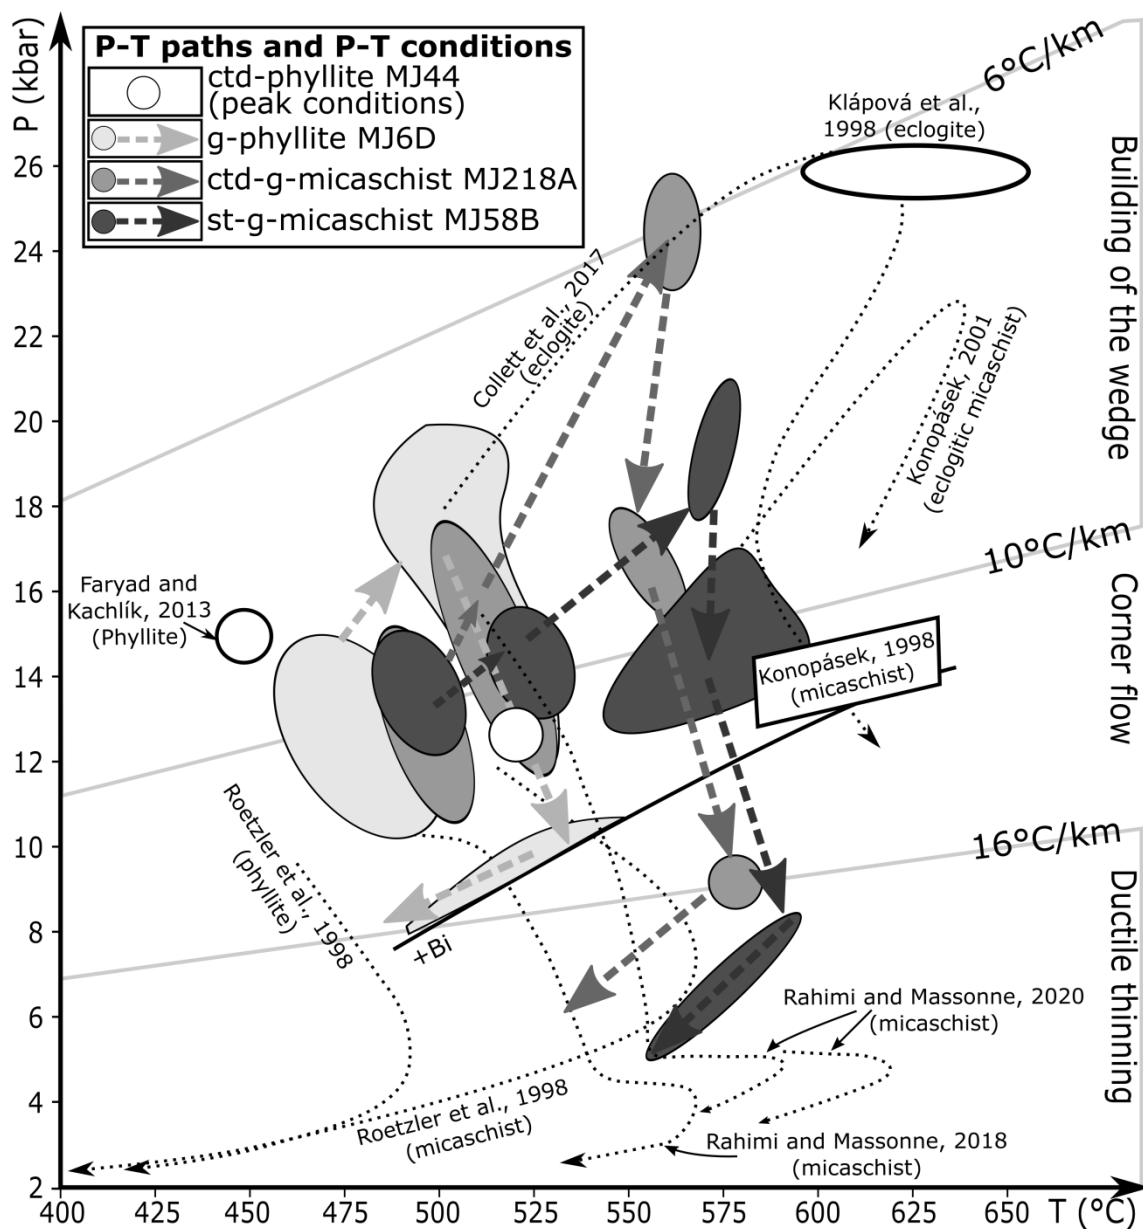 P (kbar)
P-T paths and P-T conditions
ctd-phyllite MJ44
(peak conditions)
g-phyllite MJ6D
ctd-g-micaschist MJ218A
st-g-micaschist MJ58B
6°C/km
Klápová et al.,
1998 (eclogite)
Building of the wedge
Collett et al., 2017
(eclogite)
Konopásek, 2001
(eclogitic micaschist)
10°C/km
Faryad and
Kachlík, 2013
(Phyllite)
Corner flow
Konopásek, 1998
(micaschist)
Roetzler et al., 1998
(phyllite)
16°C/km
+Bi
Ductile thinning
Rahimi and Massonne, 2020
(micaschist)
Roetzler et al., 1998
(micaschist)
Rahimi and Massonne, 2018
(micaschist)
26
24
22
20
18
16
14
12
10
8
6
4
2
400 425 450 475 500 525 550 575 600 625 650 T (°C)